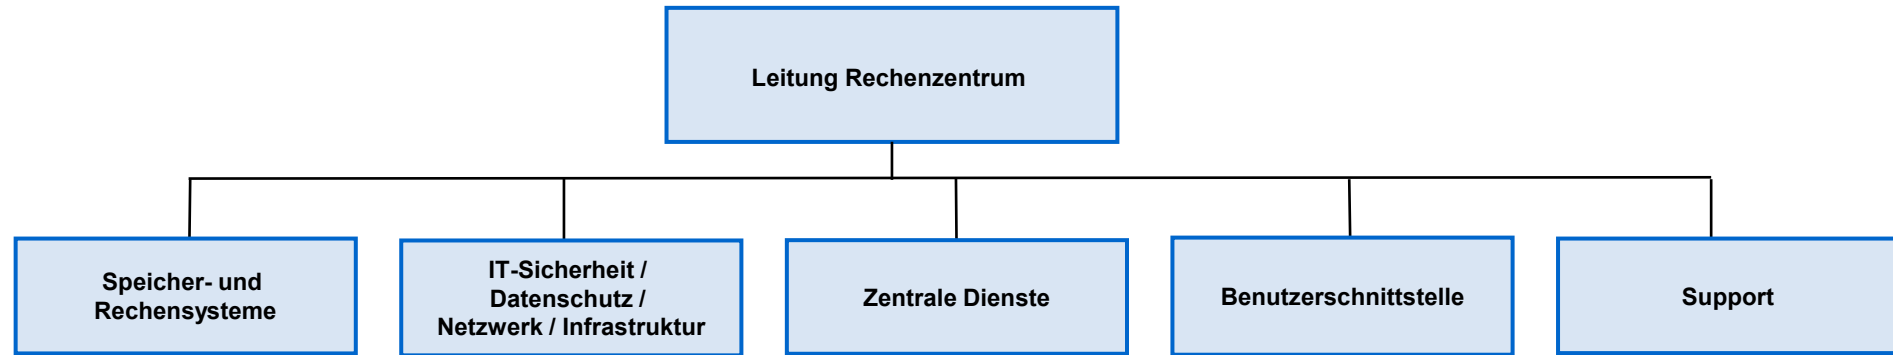 Leitung Rechenzentrum
Speicher- und
Rechensysteme
IT-Sicherheit /
Datenschutz /
Netzwerk / Infrastruktur
Zentrale Dienste
Benutzerschnittstelle
Support